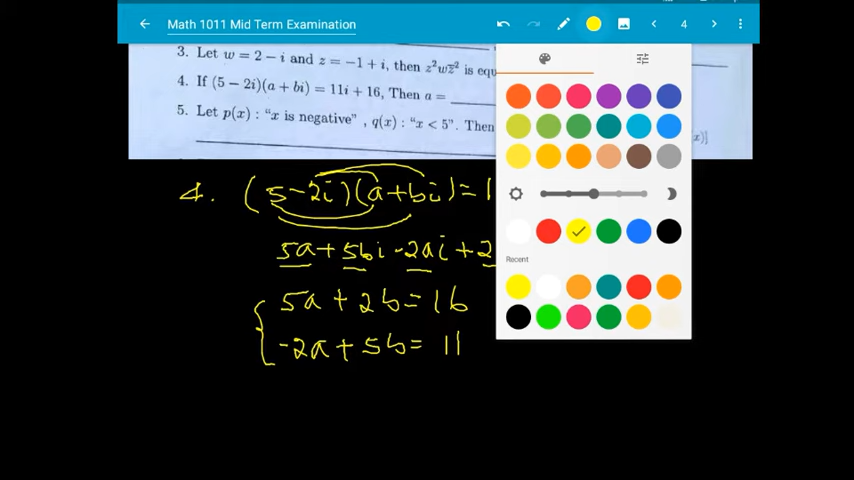 Math 1011 Mid Term Examination
4
3. Let w = 2 − i and z = −1 + i, then z²wz̄² is equ
4. If (5 − 2i)(a + bi) = 11i + 16, Then a = ____
5. Let p(x) : "x is negative" , q(x) : "x < 5". Then
x)]
4. (5-2i)(a+bi)=1
5a+5bi-2ai+2
5a+2b=16
-2a+5b=11
Recent